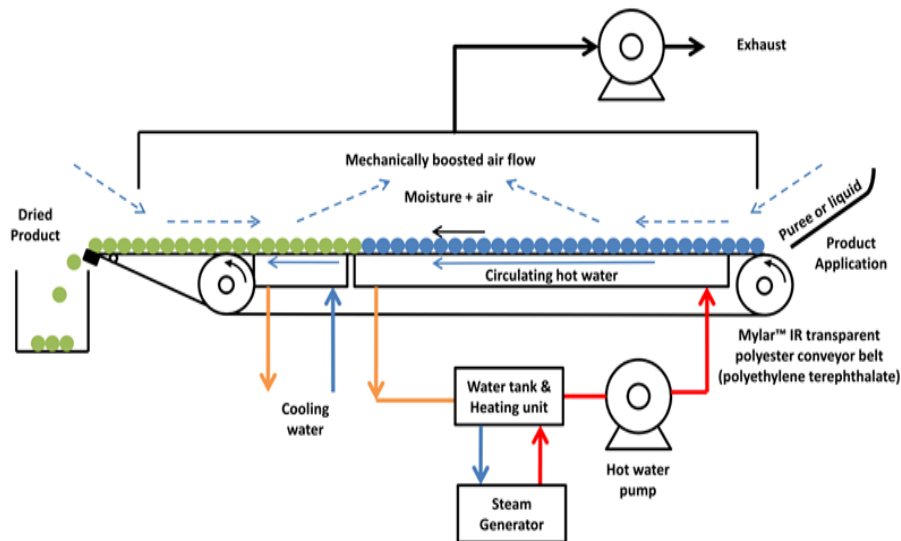 Exhaust
Mechanically boosted air flow
Moisture + air
Dried
Product
Puree or liquid
Product
Application
Circulating hot water
Mylar™ IR transparent
polyester conveyor belt
(polyethylene terephthalate)
Cooling
water
Water tank &
Heating unit
Hot water
pump
Steam
Generator